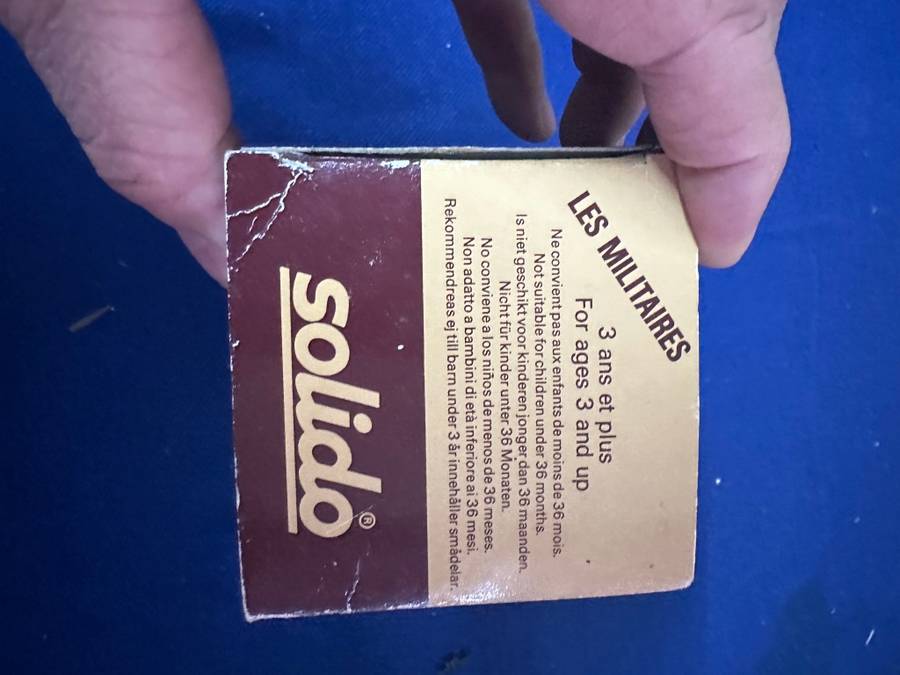 LES MILITAIRES
3 ans et plus
For ages 3 and up
Ne convient pas aux enfants de moins de 36 mois.
Not suitable for children under 36 months.
Is niet geschikt voor kinderen jonger dan 36 maanden.
Nicht für kinder unter 36 Monaten.
No conviene a los niños de menos de 36 meses.
Non adatto a bambini di età inferiore ai 36 mesi.
Rekommendreas ej till barn under 3 år innehåller smådelar.
solido®